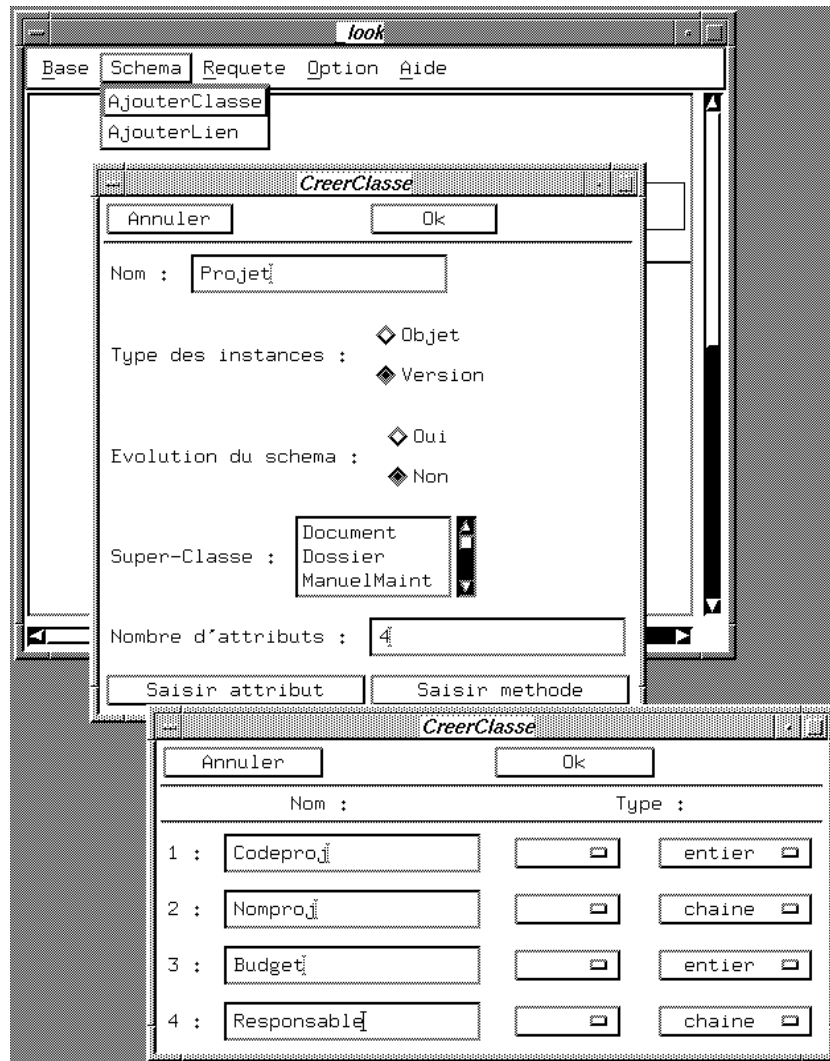 _look
Base Schema Requete Option Aide
AjouterClasse
AjouterLien
CreerClasse
Annuler Ok
Nom : Projet
Type des instances :
Objet
Version
Evolution du schema :
Oui
Non
Super-Classe :
Document
Dossier
ManuelMaint
Nombre d'attributs : 4
Saisir attribut Saisir methode
CreerClasse
Annuler Ok
Nom : Type :
1 : Codeproj entier
2 : Nomproj chaine
3 : Budget entier
4 : Responsable chaine